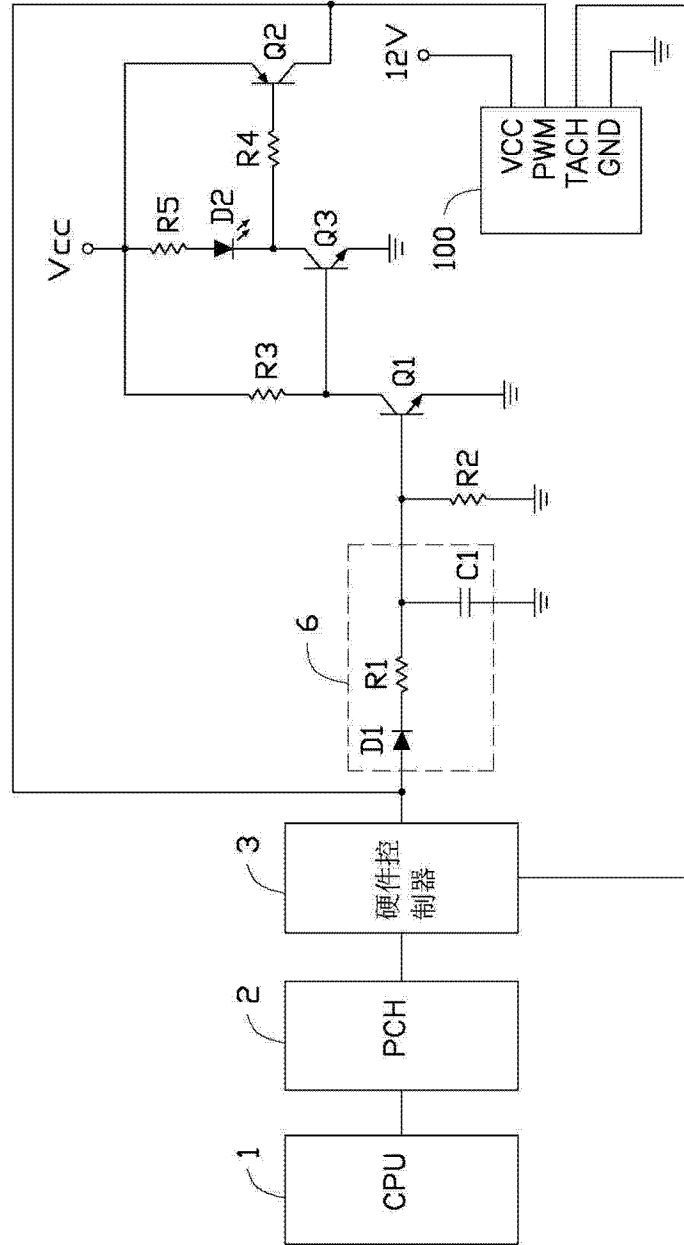 1
CPU
2
PCH
3
硬件控
制器
6
D1
R1
C1
R2
Q1
R3
Vcc
R5
D2
Q3
R4
Q2
12V
100
VCC
PWM
TACH
GND